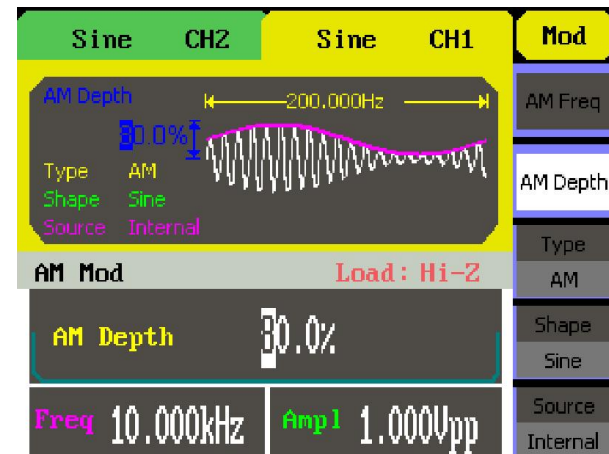 Sine CH2 Sine CH1 Mod
AM Depth 200.000Hz
80.0%
Type AM
Shape Sine
Source Internal
AM Mod Load: Hi-Z
AM Depth 80.0%
Freq 10.000kHz Ampl 1.000Vpp
AM Freq
AM Depth
Type
AM
Shape
Sine
Source
Internal